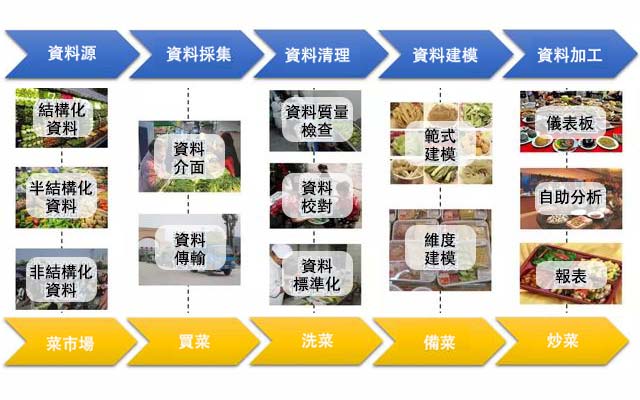 資料源
資料採集
資料清理
資料建模
資料加工
結構化
資料
半結構化
資料
非結構化
資料
資料
介面
資料
傳輸
資料質量
檢查
資料
校對
資料
標準化
範式
建模
維度
建模
儀表板
自助分析
報表
菜市場
買菜
洗菜
備菜
炒菜